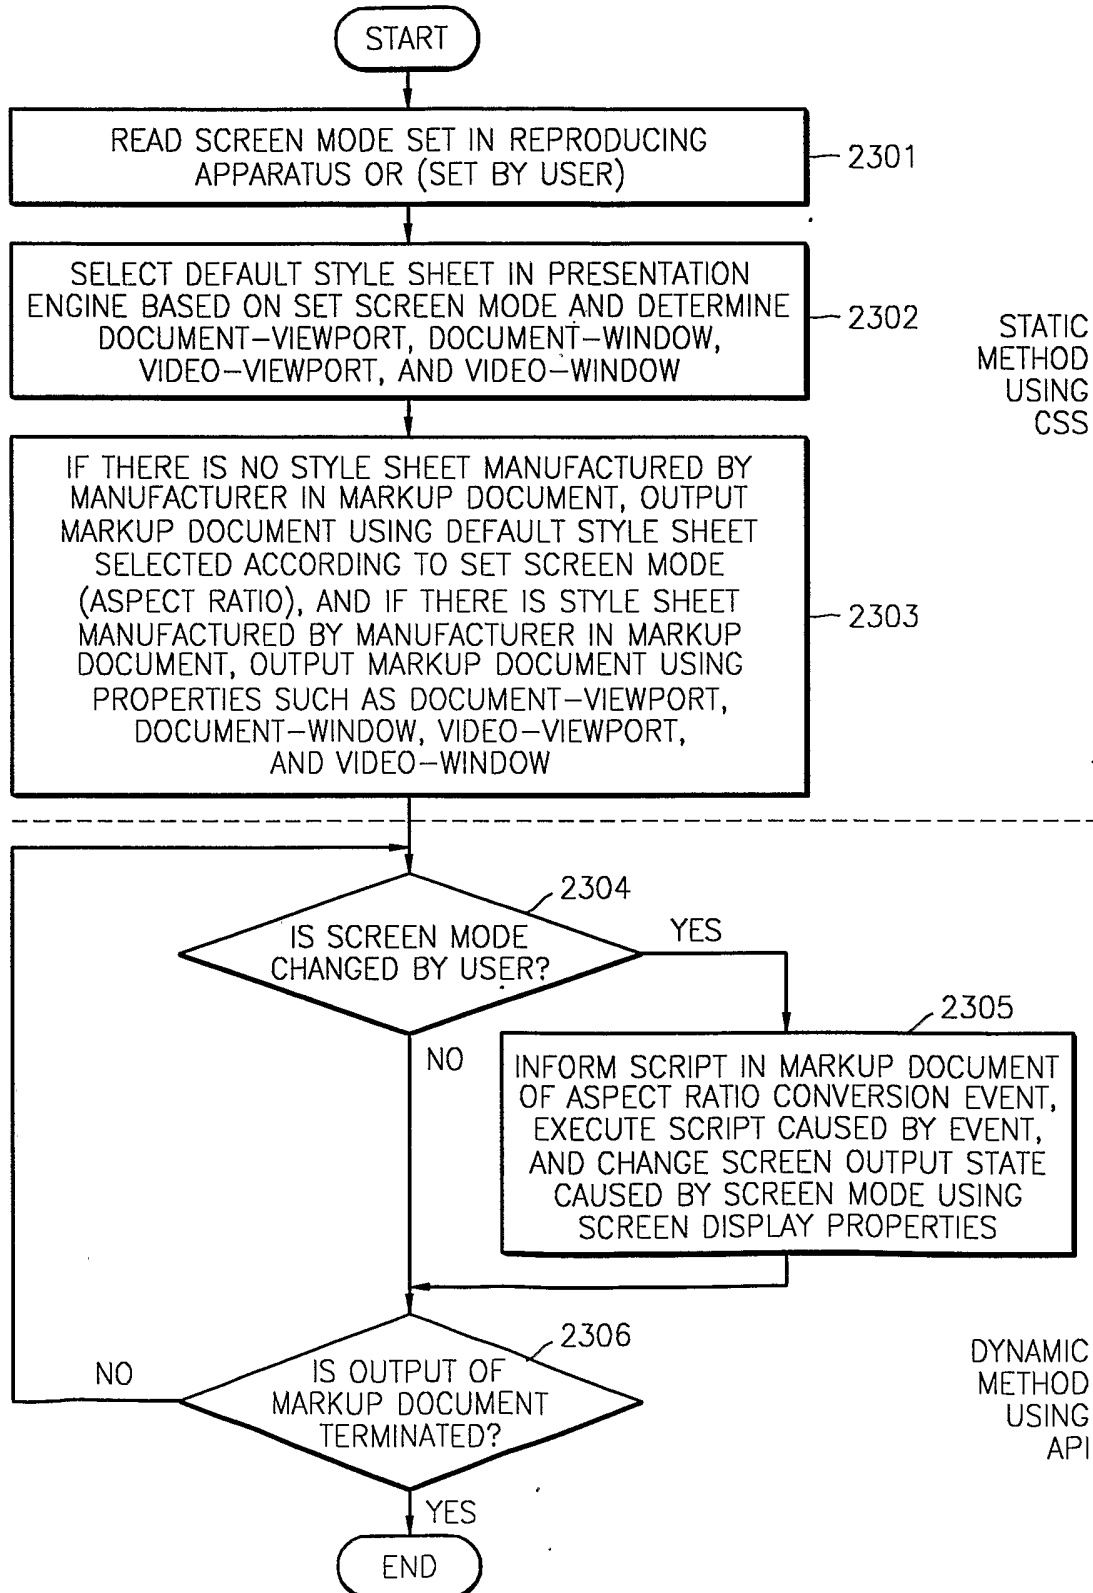 START
READ SCREEN MODE SET IN REPRODUCING
APPARATUS OR (SET BY USER)
2301
SELECT DEFAULT STYLE SHEET IN PRESENTATION
ENGINE BASED ON SET SCREEN MODE AND DETERMINE
DOCUMENT-VIEWPORT, DOCUMENT-WINDOW,
VIDEO-VIEWPORT, AND VIDEO-WINDOW
2302
STATIC
METHOD
USING
CSS
IF THERE IS NO STYLE SHEET MANUFACTURED BY
MANUFACTURER IN MARKUP DOCUMENT, OUTPUT
MARKUP DOCUMENT USING DEFAULT STYLE SHEET
SELECTED ACCORDING TO SET SCREEN MODE
(ASPECT RATIO), AND IF THERE IS STYLE SHEET
MANUFACTURED BY MANUFACTURER IN MARKUP
DOCUMENT, OUTPUT MARKUP DOCUMENT USING
PROPERTIES SUCH AS DOCUMENT-VIEWPORT,
DOCUMENT-WINDOW, VIDEO-VIEWPORT,
AND VIDEO-WINDOW
2303
2304
IS SCREEN MODE
CHANGED BY USER?
YES
NO
2305
INFORM SCRIPT IN MARKUP DOCUMENT
OF ASPECT RATIO CONVERSION EVENT,
EXECUTE SCRIPT CAUSED BY EVENT,
AND CHANGE SCREEN OUTPUT STATE
CAUSED BY SCREEN MODE USING
SCREEN DISPLAY PROPERTIES
2306
IS OUTPUT OF
MARKUP DOCUMENT
TERMINATED?
NO
YES
DYNAMIC
METHOD
USING
API
END